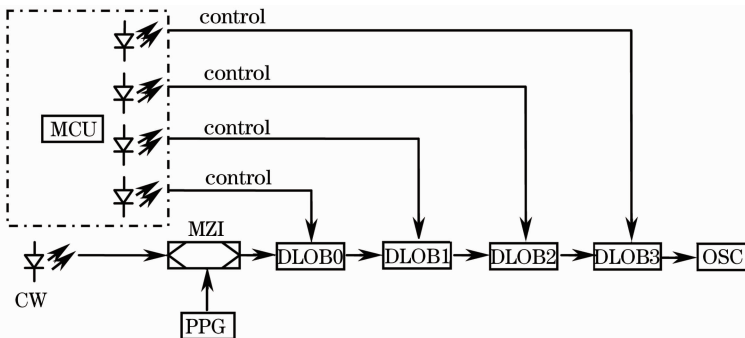 control
control
MCU
control
control
MZI
DLOB0
DLOB1
DLOB2
DLOB3
OSC
CW
PPG